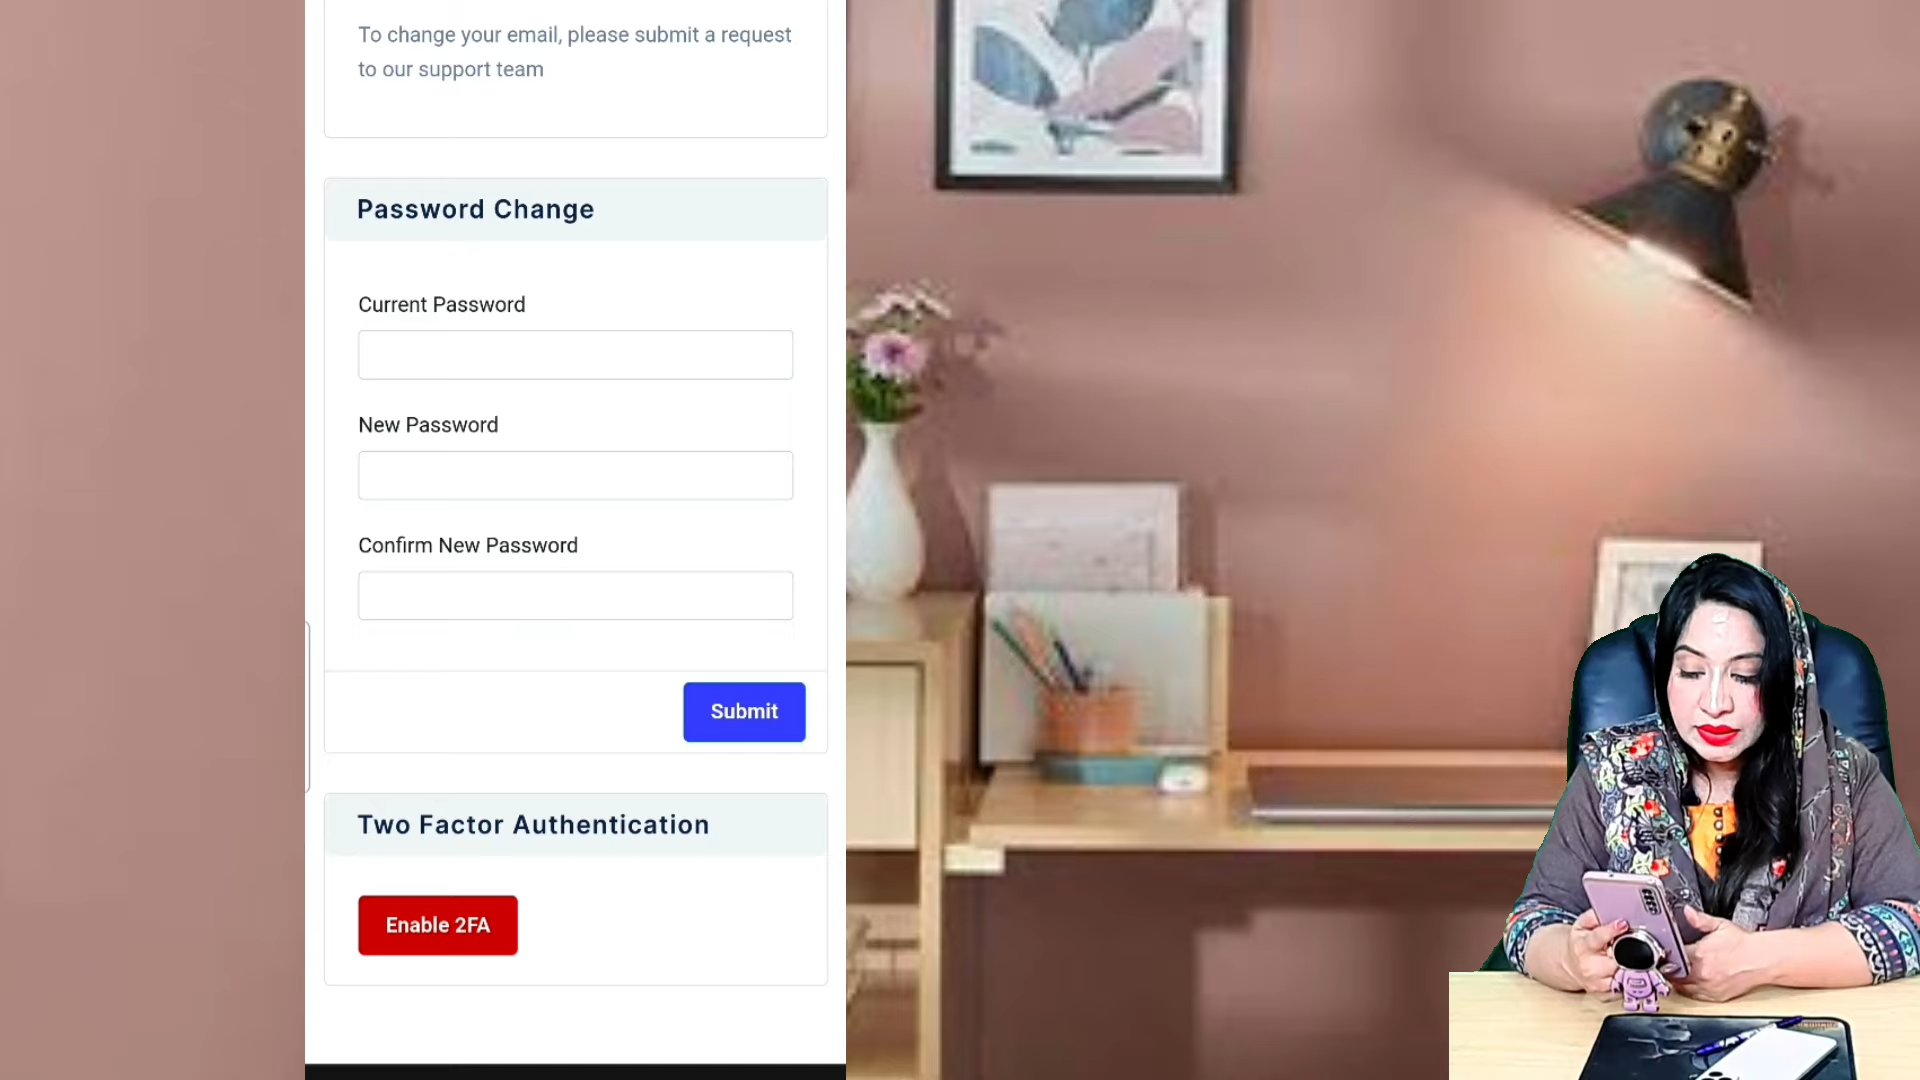 To change your email, please submit a request
to our support team
Password Change
Current Password
New Password
Confirm New Password
Submit
Two Factor Authentication
Enable 2FA